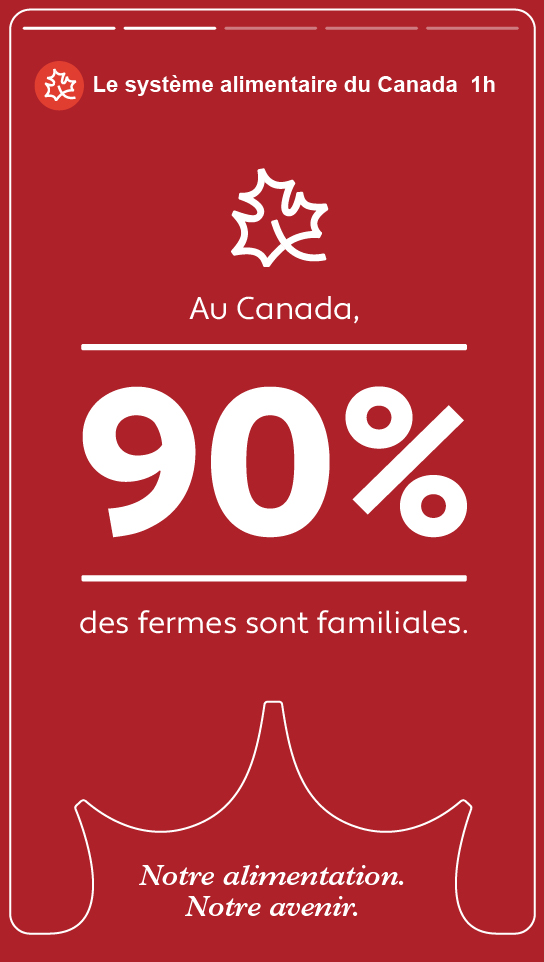 Le système alimentaire du Canada 1h
Au Canada,
90%
des fermes sont familiales.
Notre alimentation.
Notre avenir.